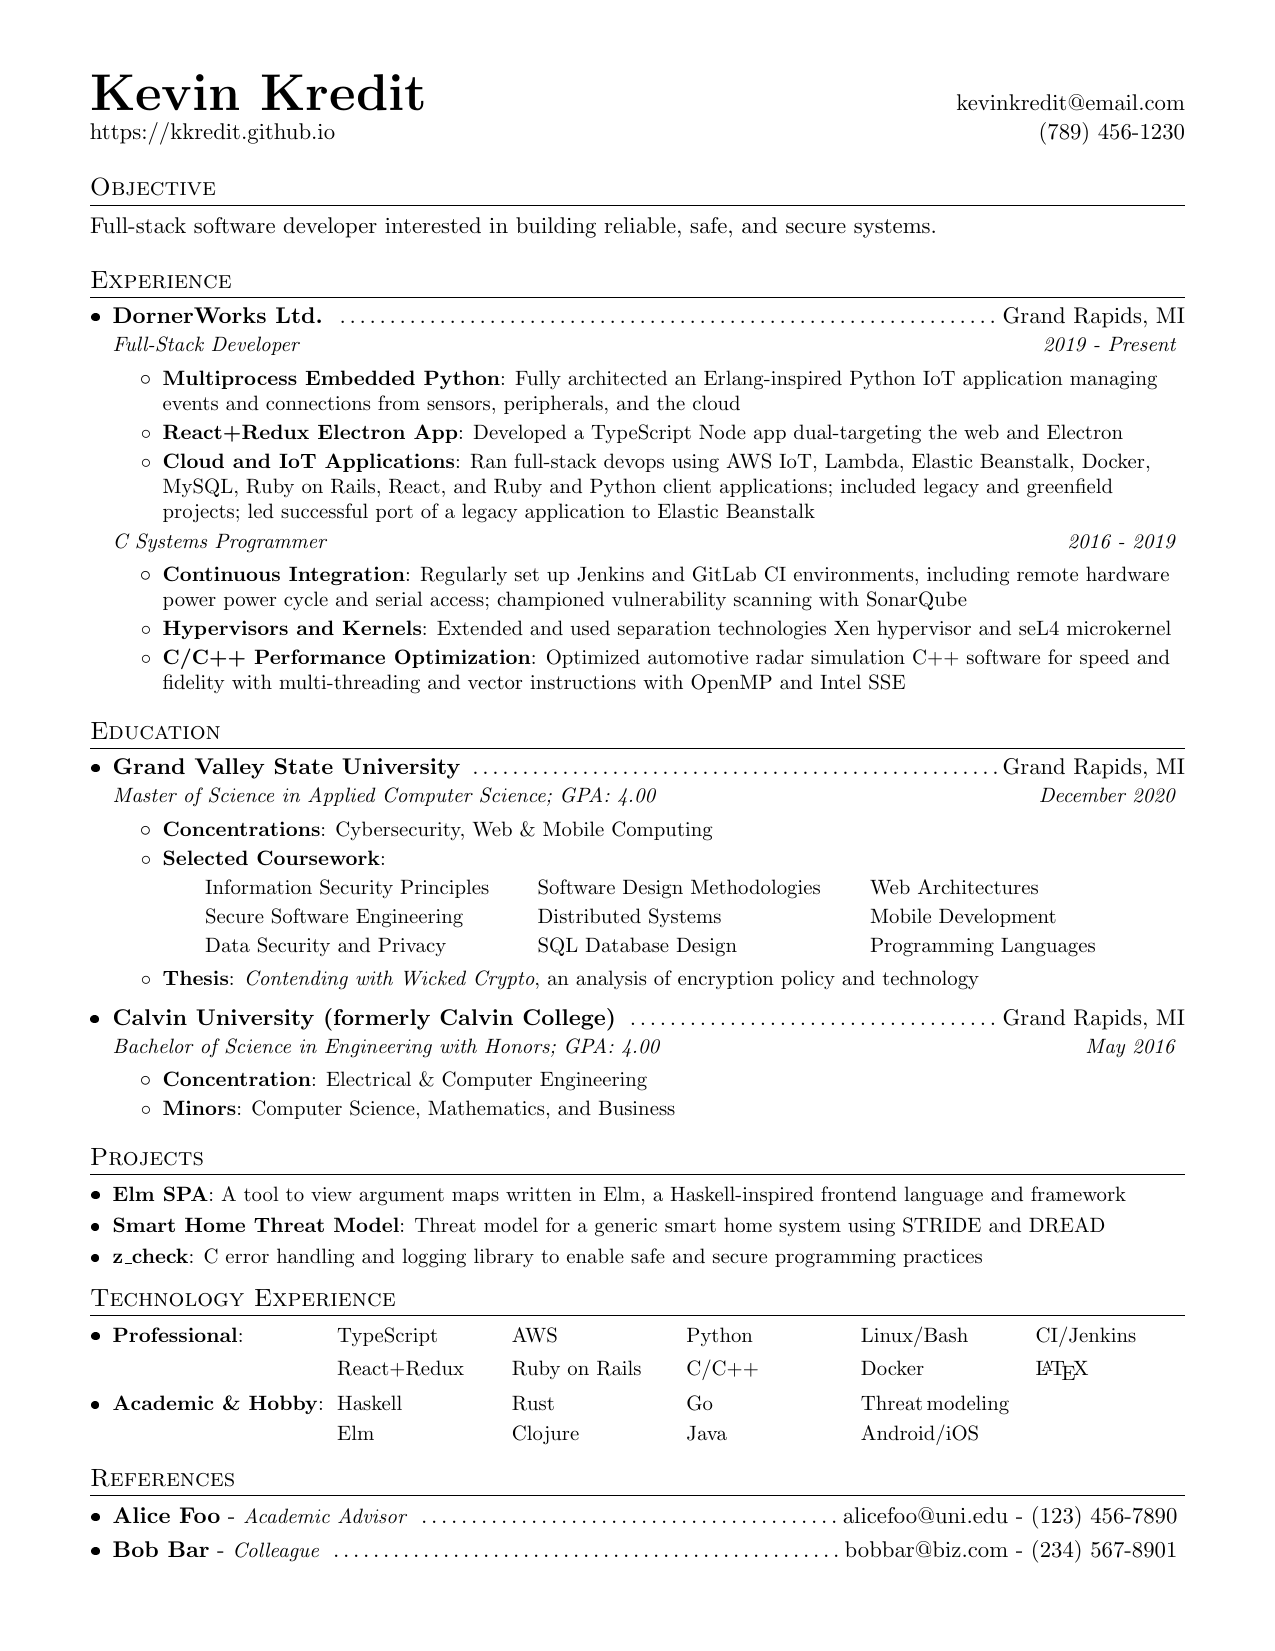 Kevin Kredit
kevinkredit@email.com
https://kkredit.github.io
(789) 456-1230
Objective
Full-stack software developer interested in building reliable, safe, and secure systems.
Experience
• DornerWorks Ltd. ........................................................ Grand Rapids, MI
Full-Stack Developer 2019 - Present
◦ Multiprocess Embedded Python: Fully architected an Erlang-inspired Python IoT application managing
events and connections from sensors, peripherals, and the cloud
◦ React+Redux Electron App: Developed a TypeScript Node app dual-targeting the web and Electron
◦ Cloud and IoT Applications: Ran full-stack devops using AWS IoT, Lambda, Elastic Beanstalk, Docker,
MySQL, Ruby on Rails, React, and Ruby and Python client applications; included legacy and greenfield
projects; led successful port of a legacy application to Elastic Beanstalk
C Systems Programmer 2016 - 2019
◦ Continuous Integration: Regularly set up Jenkins and GitLab CI environments, including remote hardware
power power cycle and serial access; championed vulnerability scanning with SonarQube
◦ Hypervisors and Kernels: Extended and used separation technologies Xen hypervisor and seL4 microkernel
◦ C/C++ Performance Optimization: Optimized automotive radar simulation C++ software for speed and
fidelity with multi-threading and vector instructions with OpenMP and Intel SSE
Education
• Grand Valley State University ............................................. Grand Rapids, MI
Master of Science in Applied Computer Science; GPA: 4.00 December 2020
◦ Concentrations: Cybersecurity, Web & Mobile Computing
◦ Selected Coursework:
Information Security Principles Software Design Methodologies Web Architectures
Secure Software Engineering Distributed Systems Mobile Development
Data Security and Privacy SQL Database Design Programming Languages
◦ Thesis: Contending with Wicked Crypto, an analysis of encryption policy and technology
• Calvin University (formerly Calvin College) ................................ Grand Rapids, MI
Bachelor of Science in Engineering with Honors; GPA: 4.00 May 2016
◦ Concentration: Electrical & Computer Engineering
◦ Minors: Computer Science, Mathematics, and Business
Projects
• Elm SPA: A tool to view argument maps written in Elm, a Haskell-inspired frontend language and framework
• Smart Home Threat Model: Threat model for a generic smart home system using STRIDE and DREAD
• z_check: C error handling and logging library to enable safe and secure programming practices
Technology Experience
• Professional: TypeScript AWS Python Linux/Bash CI/Jenkins
React+Redux Ruby on Rails C/C++ Docker LATEX
• Academic & Hobby: Haskell Rust Go Threat modeling
Elm Clojure Java Android/iOS
References
• Alice Foo - Academic Advisor .................................... alicefoo@uni.edu - (123) 456-7890
• Bob Bar - Colleague ............................................ bobbar@biz.com - (234) 567-8901